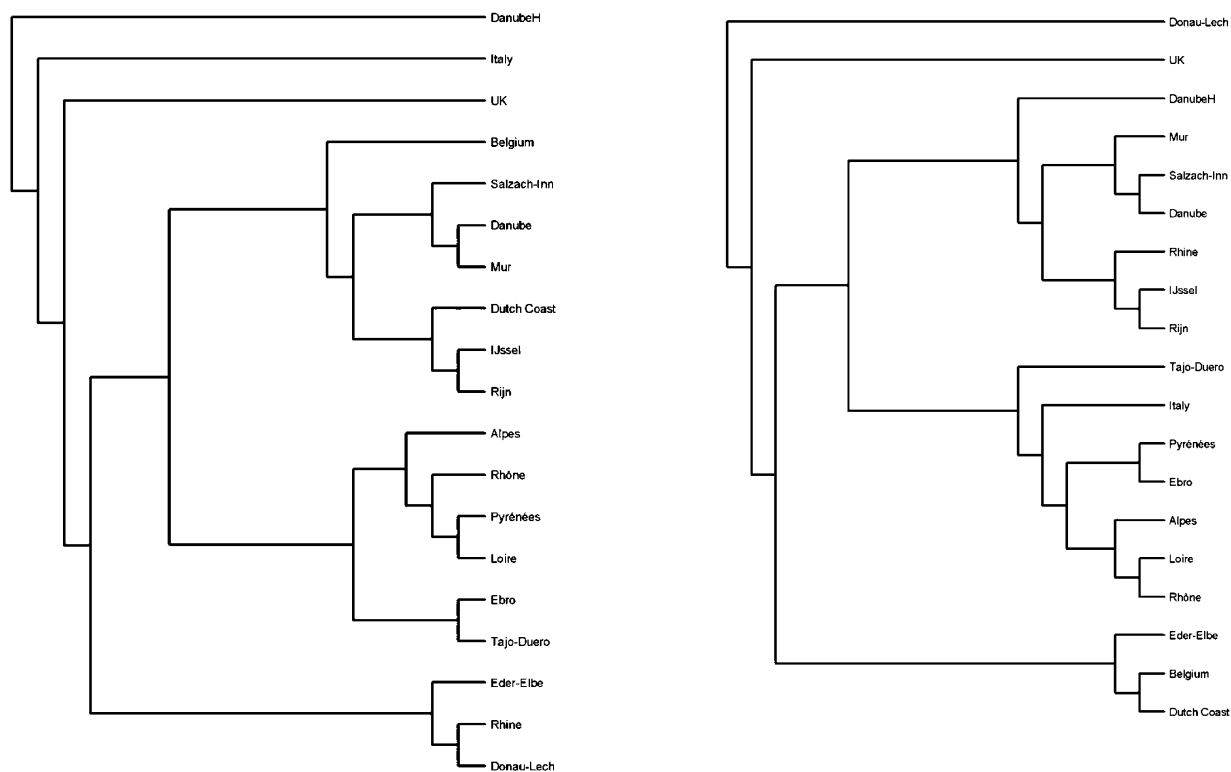 DanubeH
Italy
UK
Belgium
Salzach-Inn
Danube
Mur
Dutch Coast
IJssel
Rijn
Alpes
Rhône
Pyrénées
Loire
Ebro
Tajo-Duero
Eder-Elbe
Rhine
Donau-Lech
Donau-Lech
UK
DanubeH
Mur
Salzach-Inn
Danube
Rhine
IJssel
Rijn
Tajo-Duero
Italy
Pyrénées
Ebro
Alpes
Loire
Rhône
Eder-Elbe
Belgium
Dutch Coast